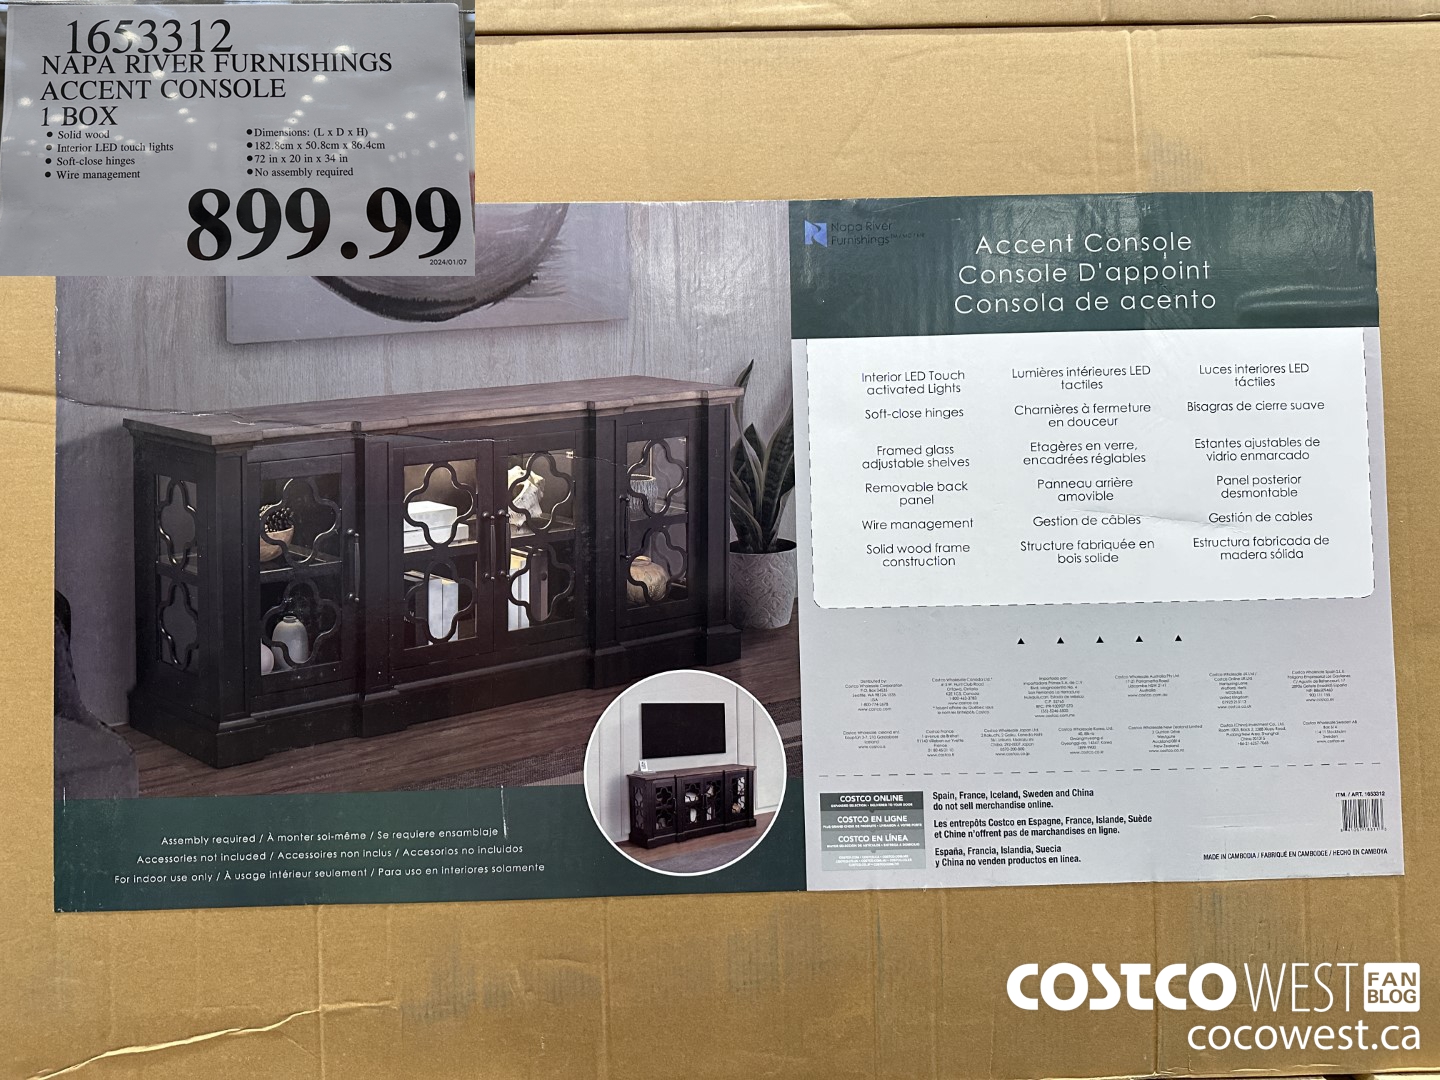 1653312
NAPA RIVER FURNISHINGS
ACCENT CONSOLE
1 BOX
• Solid wood
• Interior LED touch lights
• Soft-close hinges
• Wire management
• Dimensions: (L x D x H)
• 182.8cm x 50.8cm x 86.4cm
• 72 in x 20 in x 34 in
• No assembly required
899.99
2024/01/07
Napa River
Furnishings
Accent Console
Console D'appoint
Consola de acento
Interior LED Touch
activated Lights
Soft-close hinges
Framed glass
adjustable shelves
Removable back
panel
Wire management
Solid wood frame
construction
Lumières intérieures LED
tactiles
Charnières à fermeture
en douceur
Etagères en verre,
encadrées réglables
Panneau arrière
amovible
Gestion de câbles
Structure fabriquée en
bois solide
Luces interiores LED
táctiles
Bisagras de cierre suave
Estantes ajustables de
vidrio enmarcado
Panel posterior
desmontable
Gestión de cables
Estructura fabricada de
madera sólida
Assembly required / À monter soi-même / Se requiere ensamblaje
Accessories not included / Accessoires non inclus / Accesorios no incluidos
For indoor use only / À usage intérieur seulement / Para uso en interiores solamente
COSTCO ONLINE
COSTCO EN LIGNE
COSTCO EN LÍNEA
Spain, France, Iceland, Sweden and China
do not sell merchandise online.
Les entrepôts Costco en Espagne, France, Islande, Suède
et Chine n'offrent pas de marchandises en ligne.
España, Francia, Islandia, Suecia
y China no venden productos en línea.
ITM. / ART. 1653312
MADE IN CAMBODIA / FABRIQUÉ EN CAMBODGE / HECHO EN CAMBOYA
COSTCO WEST FAN
BLOG
cocowest.ca